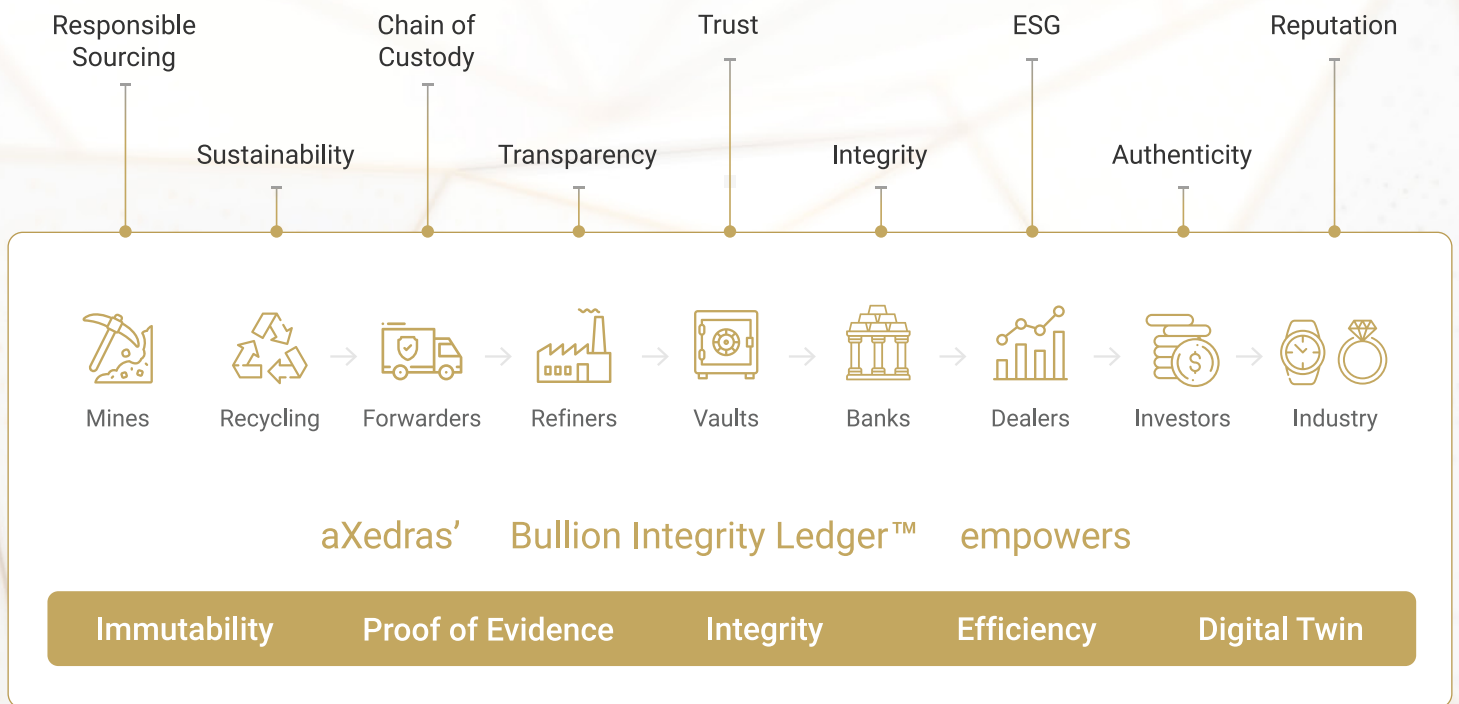 Responsible
Sourcing
Chain of
Custody
Trust
ESG
Reputation
Sustainability
Transparency
Integrity
Authenticity
Mines
Recycling
Forwarders
Refiners
Vaults
Banks
Dealers
Investors
Industry
aXedras’ Bullion Integrity Ledger™ empowers
Immutability
Proof of Evidence
Integrity
Efficiency
Digital Twin